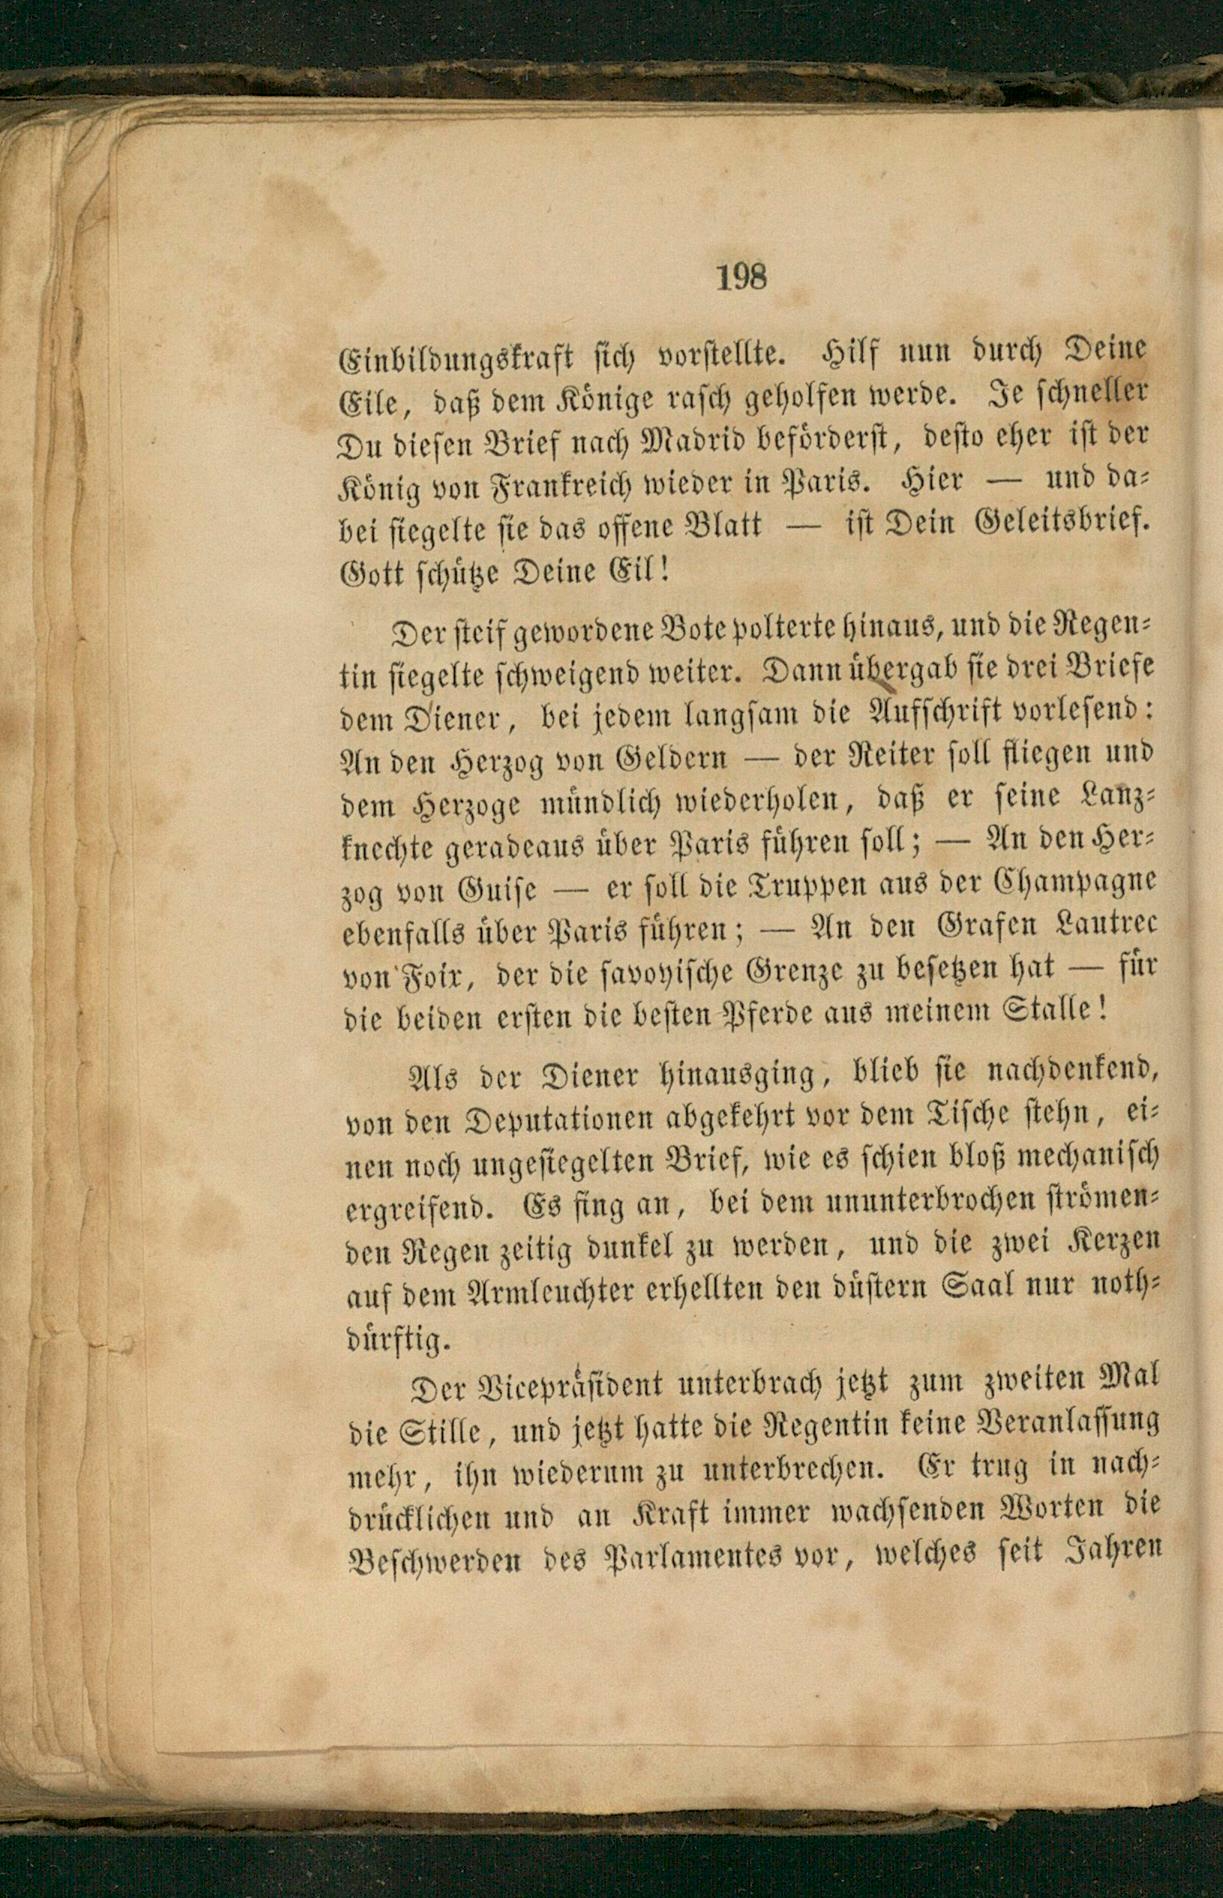 198
Einbildungskraft sich vorstellte. Hilf nun durch Deine
Eile, daß dem Könige rasch geholfen werde. Je schneller
Du diesen Brief nach Madrid beförderst, desto eher ist der
König von Frankreich wieder in Paris. Hier — und da-
bei siegelte sie das offene Blatt — ist Dein Geleitsbrief.
Gott schütze Deine Eil!
Der steif gewordene Bote polterte hinaus, und die Regen-
tin siegelte schweigend weiter. Dann übergab sie drei Briefe
dem Diener, bei jedem langsam die Aufschrift vorlesend:
An den Herzog von Geldern — der Reiter soll fliegen und
dem Herzoge mündlich wiederholen, daß er seine Lanz-
knechte geradeaus über Paris führen soll; — An den Her-
zog von Guise — er soll die Truppen aus der Champagne
ebenfalls über Paris führen; — An den Grafen Lautrec
von Foix, der die savoyische Grenze zu besetzen hat — für
die beiden ersten die besten Pferde aus meinem Stalle!
Als der Diener hinausging, blieb sie nachdenkend,
von den Deputationen abgekehrt vor dem Tische stehn, ei-
nen noch ungesiegelten Brief, wie es schien bloß mechanisch
ergreifend. Es fing an, bei dem ununterbrochen strömen-
den Regen zeitig dunkel zu werden, und die zwei Kerzen
auf dem Armleuchter erhellten den düstern Saal nur noth-
dürftig.
Der Vicepräsident unterbrach jetzt zum zweiten Mal
die Stille, und jetzt hatte die Regentin keine Veranlassung
mehr, ihn wiederum zu unterbrechen. Er trug in nach-
drücklichen und an Kraft immer wachsenden Worten die
Beschwerden des Parlamentes vor, welches seit Jahren